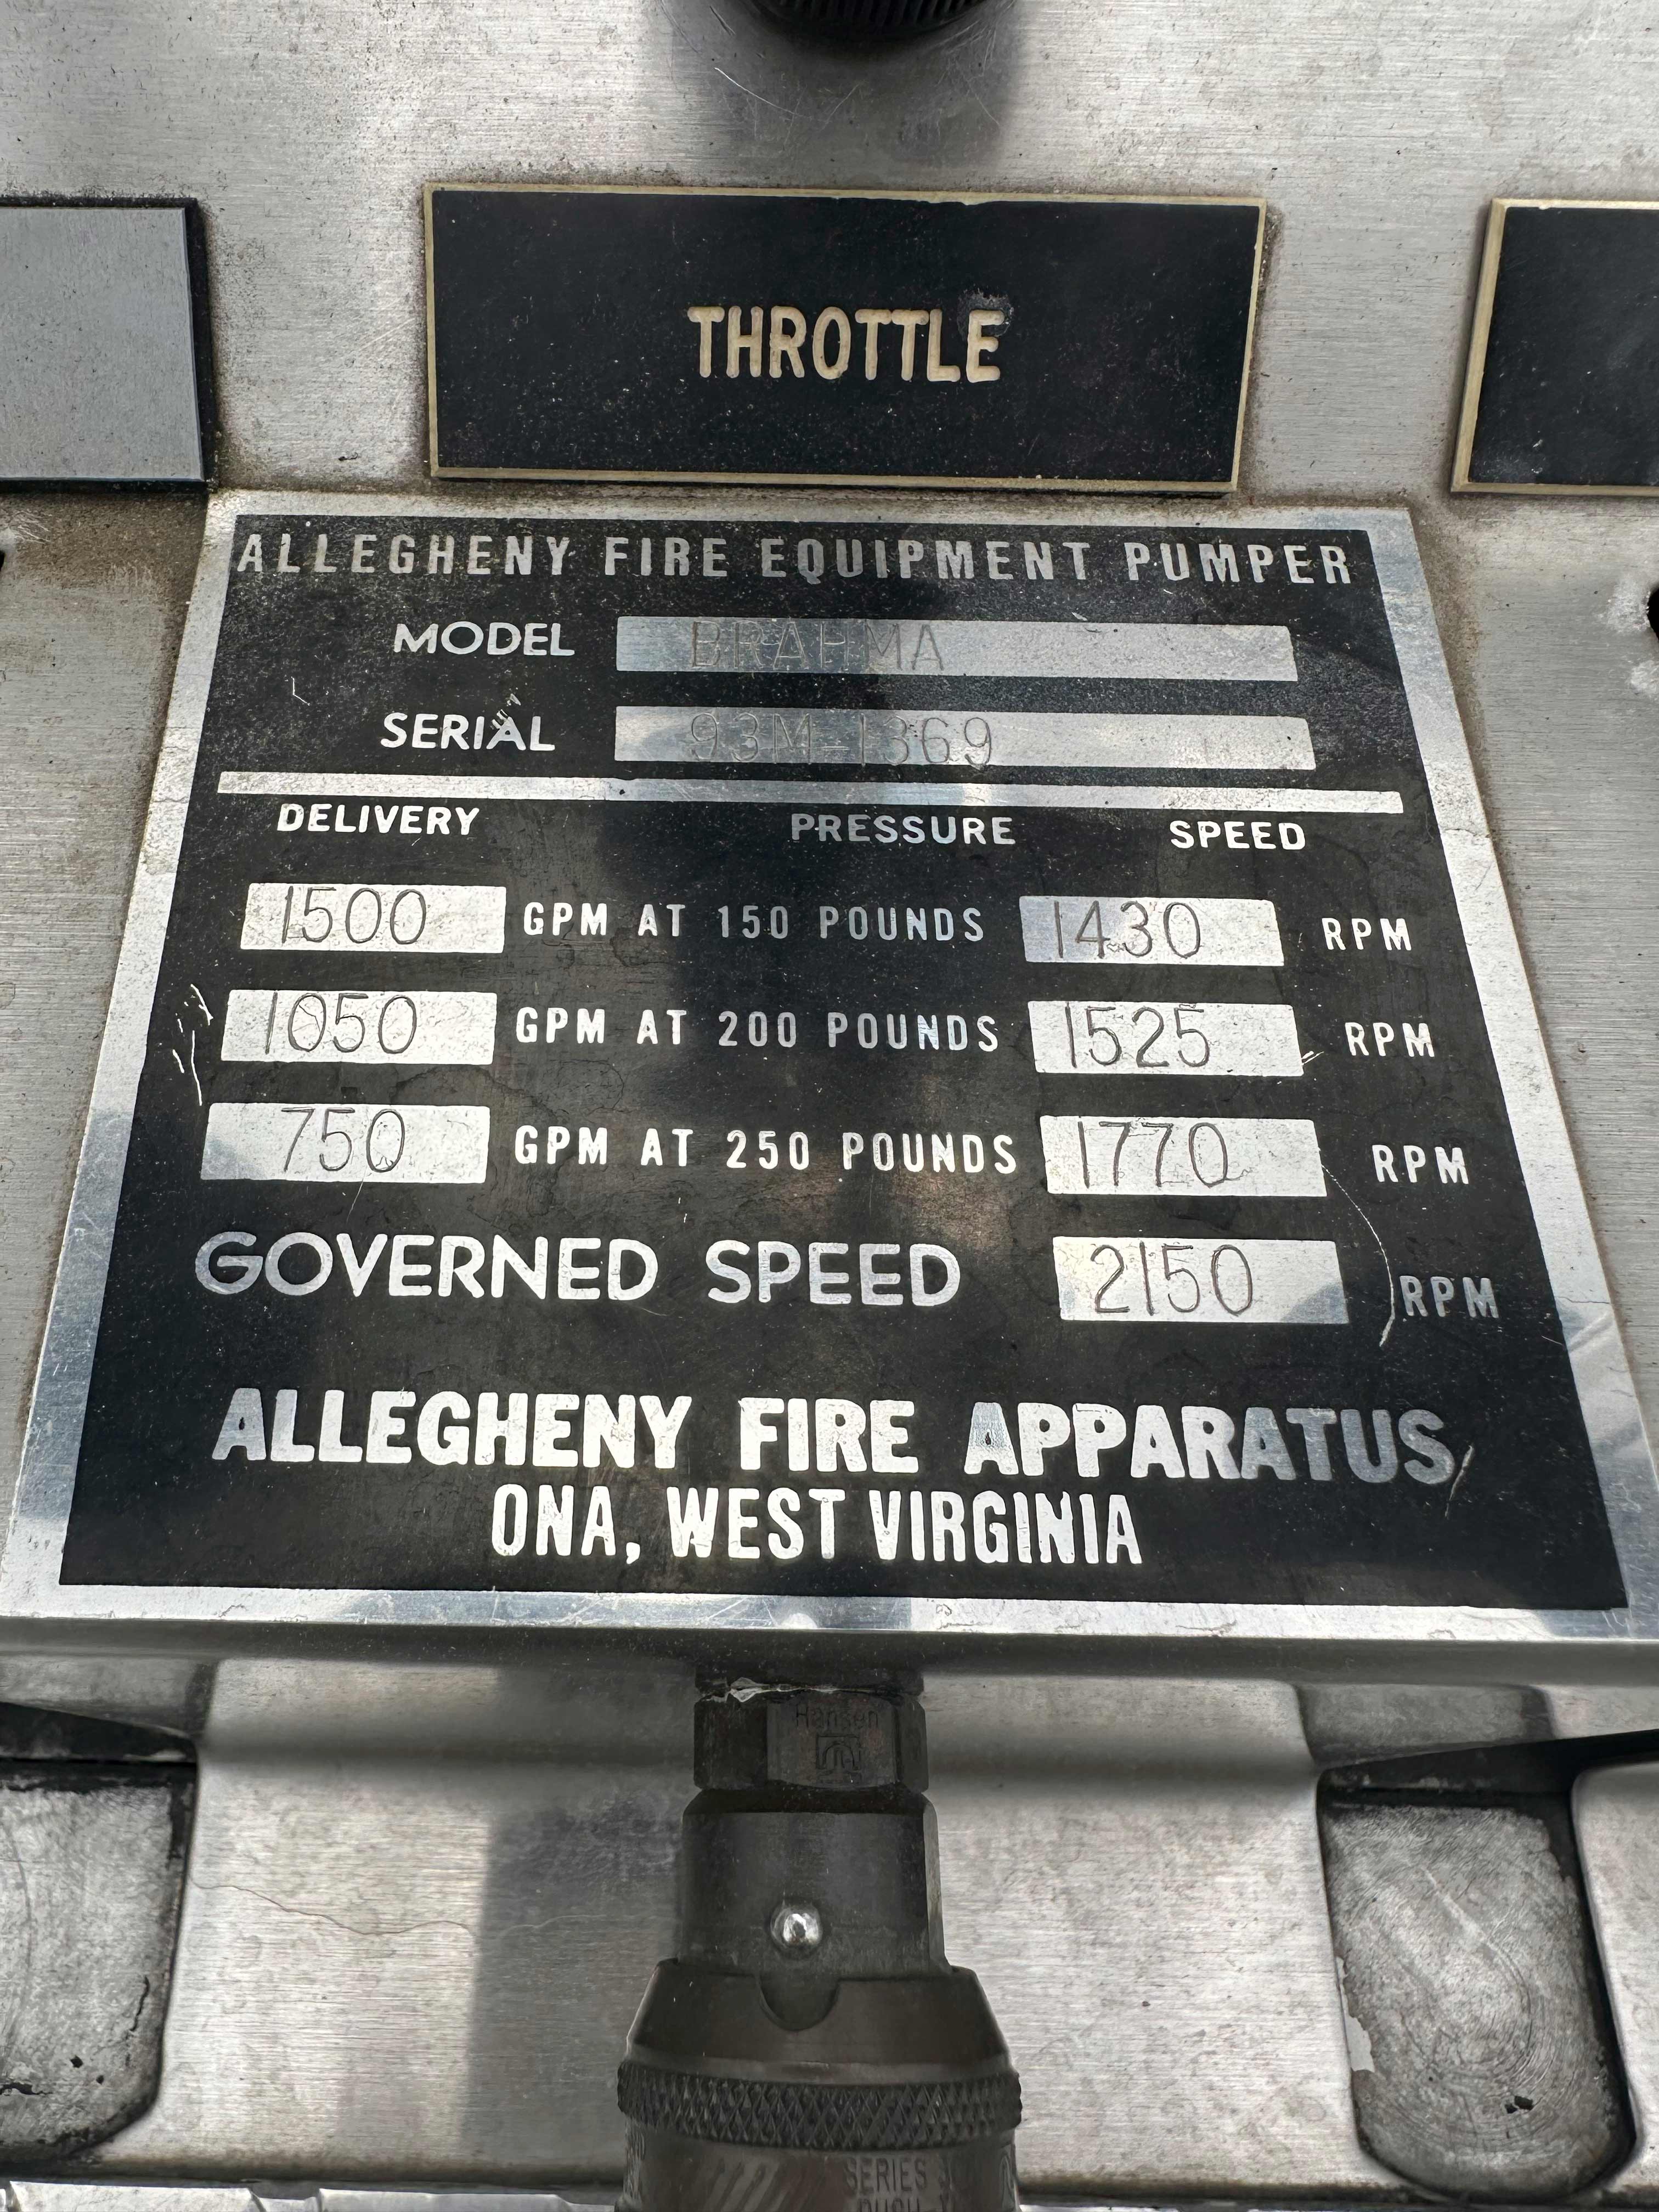 THROTTLE
ALLEGHENY FIRE EQUIPMENT PUMPER
MODEL BRAHMA
SERIAL 93M-1369
DELIVERY PRESSURE SPEED
1500 GPM AT 150 POUNDS 1430 RPM
1050 GPM AT 200 POUNDS 1525 RPM
750 GPM AT 250 POUNDS 1770 RPM
GOVERNED SPEED 2150 RPM
ALLEGHENY FIRE APPARATUS
ONA, WEST VIRGINIA
Hansen
SERIES